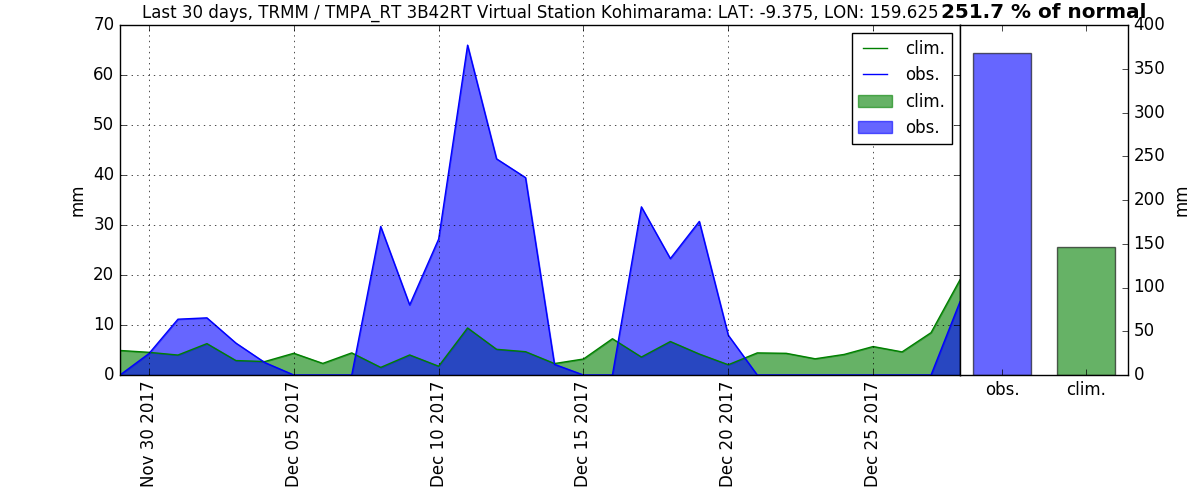 Last 30 days, TRMM / TMPA_RT 3B42RT Virtual Station Kohimarama: LAT: -9.375, LON: 159.625 251.7 % of normal
clim.
obs.
clim.
obs.
70
60
50
40
30
20
10
0
mm
Nov 30 2017
Dec 05 2017
Dec 10 2017
Dec 15 2017
Dec 20 2017
Dec 25 2017
400
350
300
250
200
150
100
50
0
mm
obs.
clim.